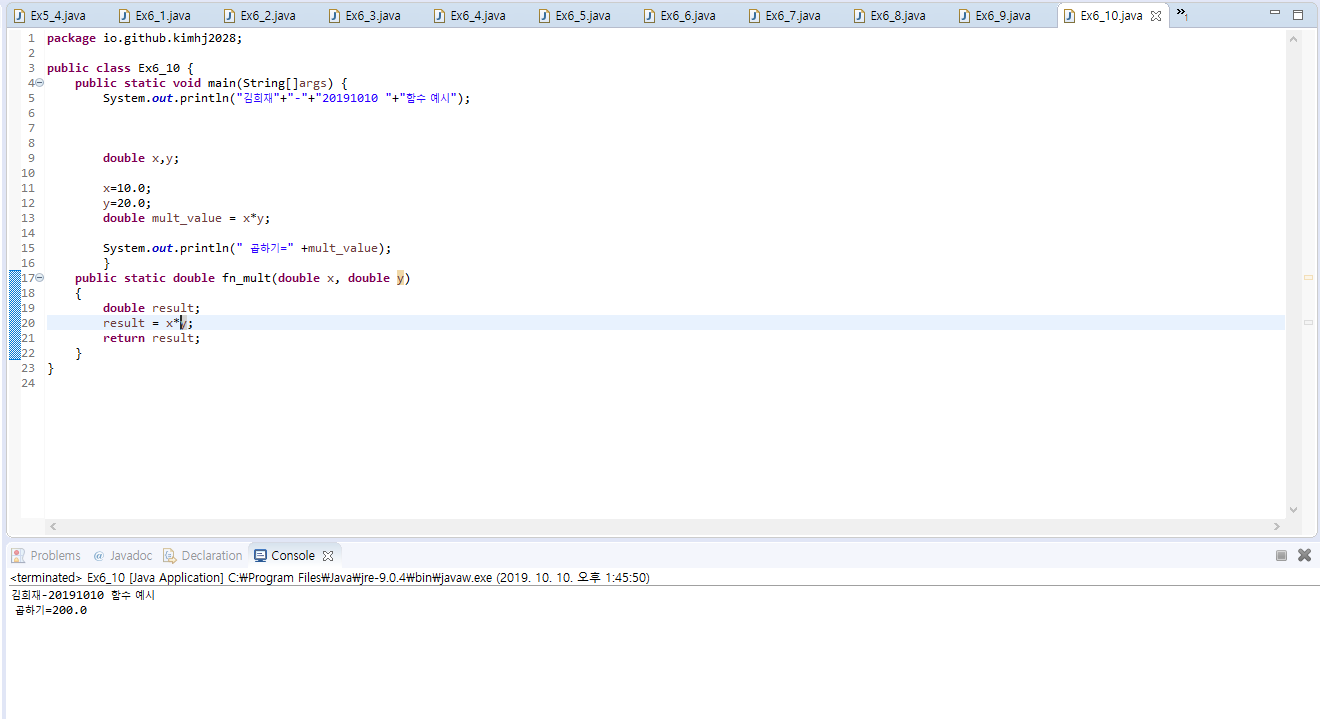 Ex5_4.java Ex6_1.java Ex6_2.java Ex6_3.java Ex6_4.java Ex6_5.java Ex6_6.java Ex6_7.java Ex6_8.java Ex6_9.java Ex6_10.java »1
1 package io.github.kimhj2028;
2
3 public class Ex6_10 {
4 public static void main(String[]args) {
5 System.out.println("김희재"+"-"+"20191010 "+"함수 예시");
6
7
8
9 double x,y;
10
11 x=10.0;
12 y=20.0;
13 double mult_value = x*y;
14
15 System.out.println(" 곱하기=" +mult_value);
16 }
17 public static double fn_mult(double x, double y)
18 {
19 double result;
20 result = x*y;
21 return result;
22 }
23 }
24
Problems @ Javadoc Declaration Console
<terminated> Ex6_10 [Java Application] C:₩Program Files₩Java₩jre-9.0.4₩bin₩javaw.exe (2019. 10. 10. 오후 1:45:50)
김희재-20191010 함수 예시
곱하기=200.0